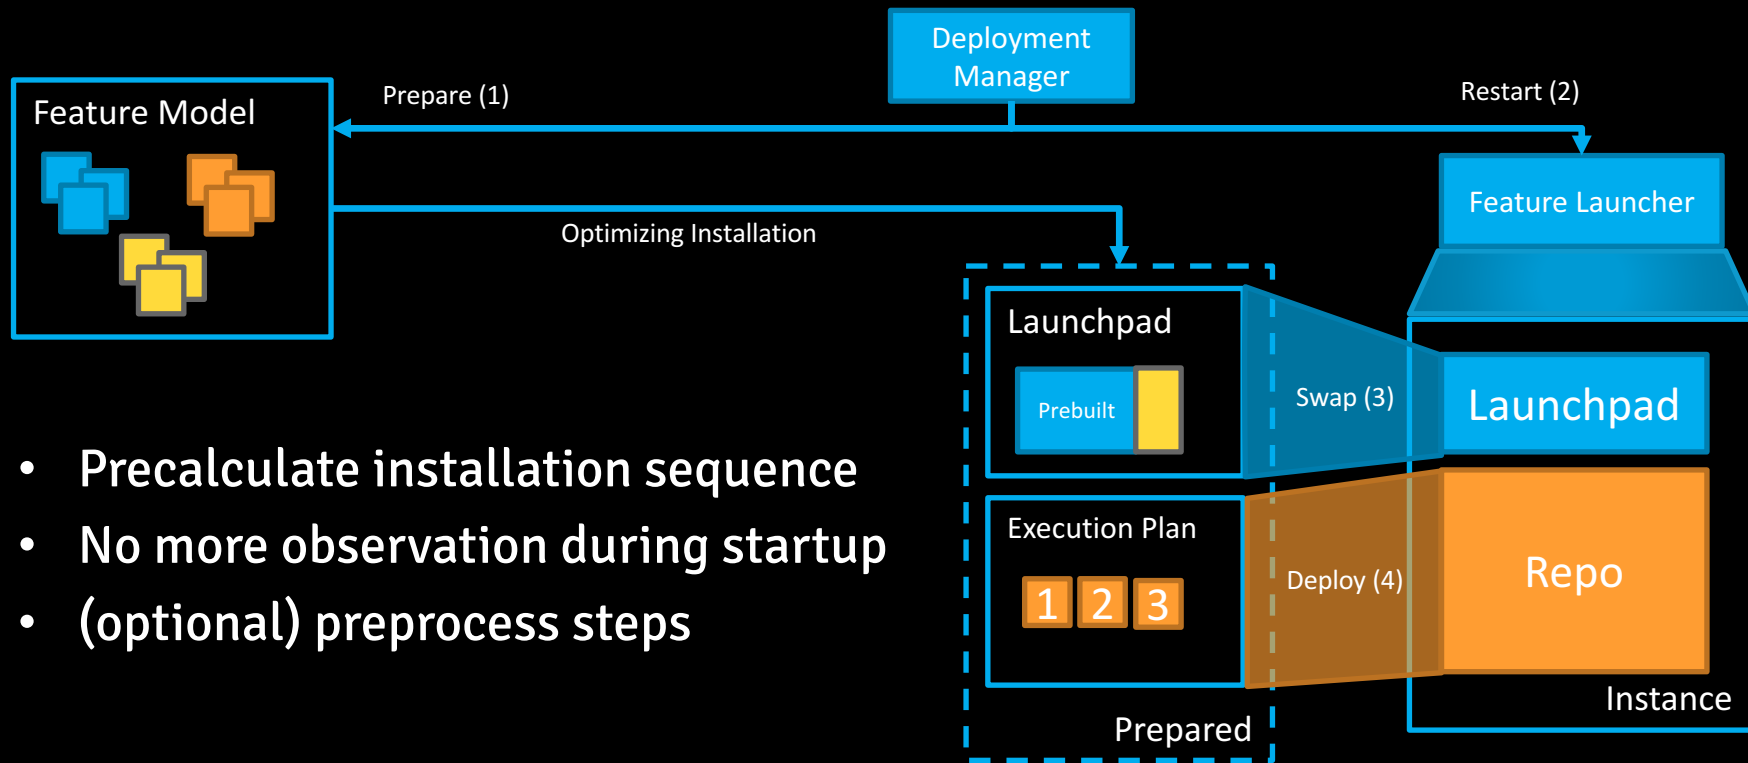 Deployment
Manager
Prepare (1)
Restart (2)
Feature Model
Feature Launcher
Optimizing Installation
Launchpad
Prebuilt
Swap (3)
Launchpad
• Precalculate installation sequence
• No more observation during startup
• (optional) preprocess steps
Execution Plan
1 2 3
Deploy (4)
Repo
Prepared
Instance